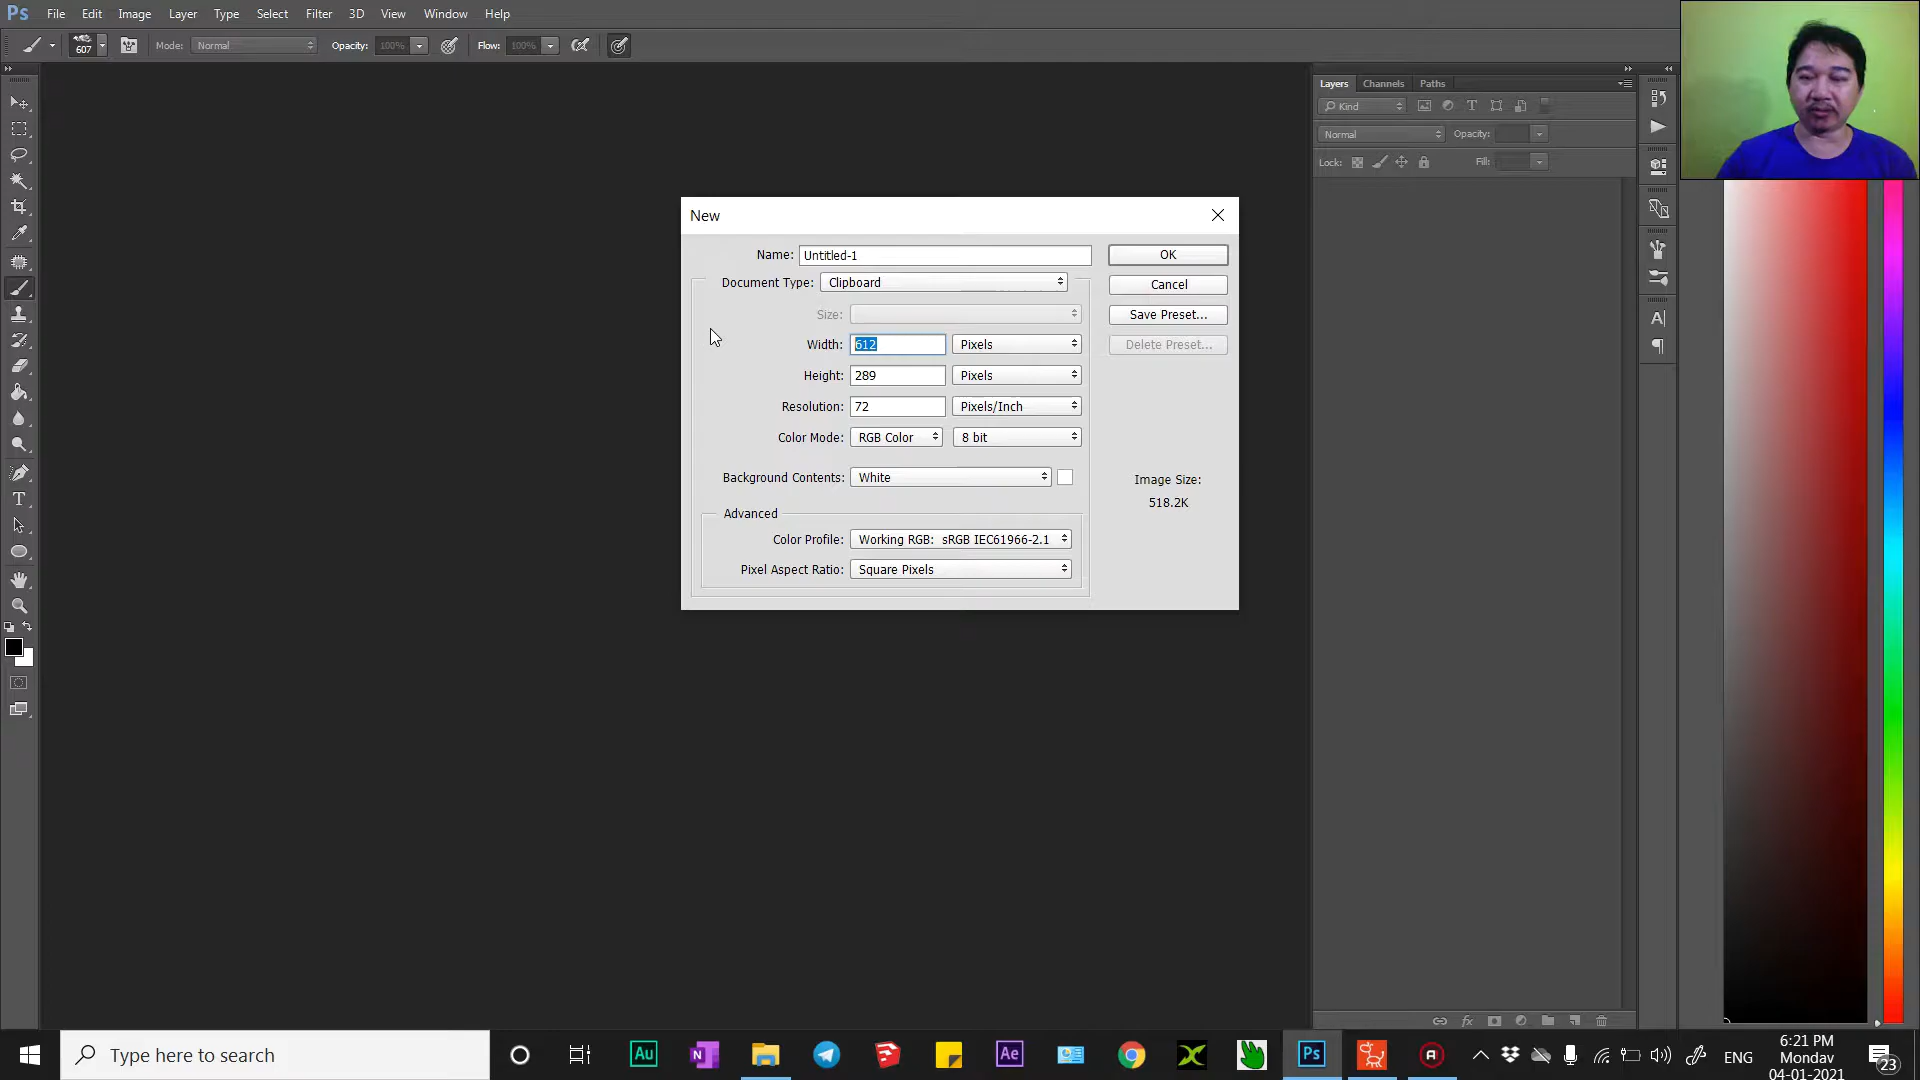 Ps File Edit Image Layer Type Select Filter 3D View Window Help
607 Mode: Normal Opacity: 100% Flow: 100%
Layers Channels Paths
Kind
Normal Opacity:
Lock: Fill:
New
Name: Untitled-1 OK
Document Type: Clipboard Cancel
Size: Save Preset...
Width: 612 Pixels Delete Preset...
Height: 289 Pixels
Resolution: 72 Pixels/Inch
Color Mode: RGB Color 8 bit
Background Contents: White
Image Size:
518.2K
Advanced
Color Profile: Working RGB: sRGB IEC61966-2.1
Pixel Aspect Ratio: Square Pixels
Type here to search
Au
N
Ae
Ps
ENG
6:21 PM
Monday
04-01-2021
23